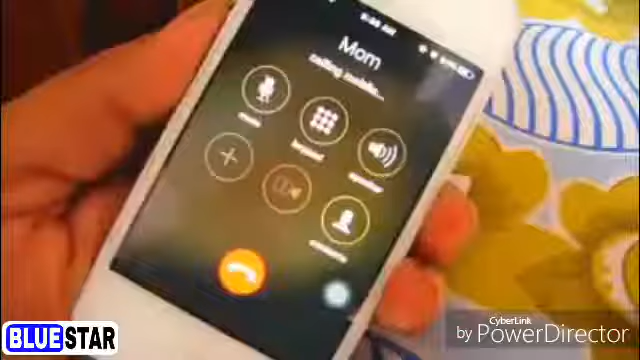 Mom
calling mobile...
mute
keypad
speaker
contacts
BLUESTAR
CyberLink
by PowerDirector